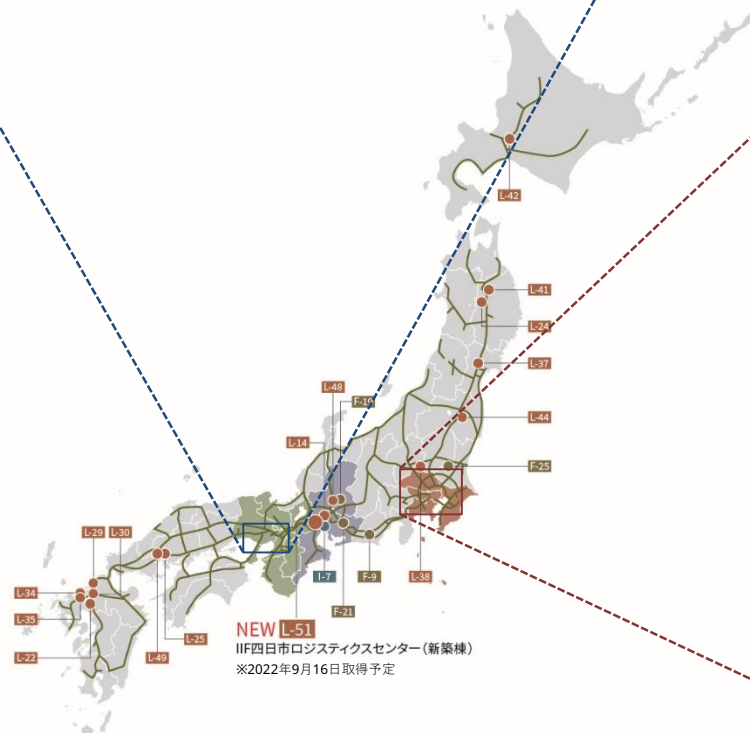 L-42
L-41
L-24
L-37
L-48
F-19
L-44
L-14
F-25
L-29
L-30
L-34
I-7
F-9
L-38
L-35
F-21
NEW L-51
L-25
IIF四日市ロジスティクスセンター（新築棟）
L-22
L-49
※2022年9月16日取得予定